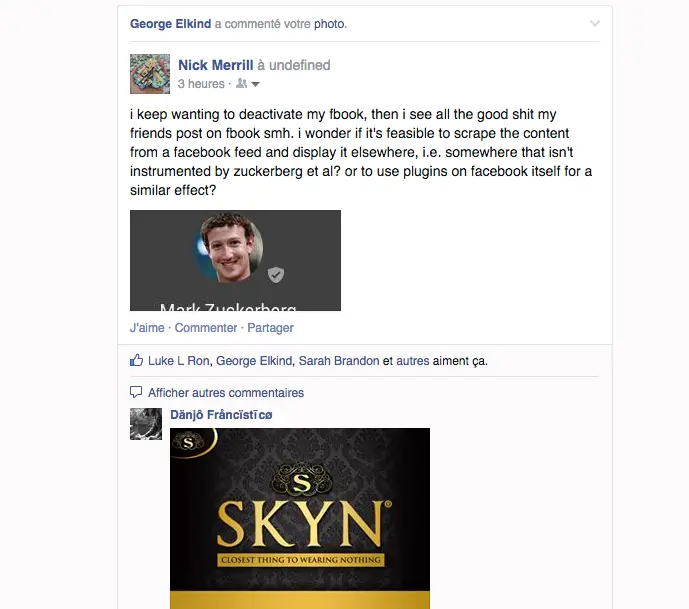 George Elkind a commenté votre photo.
Nick Merrill à undefined
3 heures ·
i keep wanting to deactivate my fbook, then i see all the good shit my
friends post on fbook smh. i wonder if it's feasible to scrape the content
from a facebook feed and display it elsewhere, i.e. somewhere that isn't
instrumented by zuckerberg et al? or to use plugins on facebook itself for a
similar effect?
Mark Zuckerberg
J'aime · Commenter · Partager
Luke L Ron, George Elkind, Sarah Brandon et autres aiment ça.
Afficher autres commentaires
Dãnjô Frâncïstï cø
S
S
SKYN®
CLOSEST THING TO WEARING NOTHING